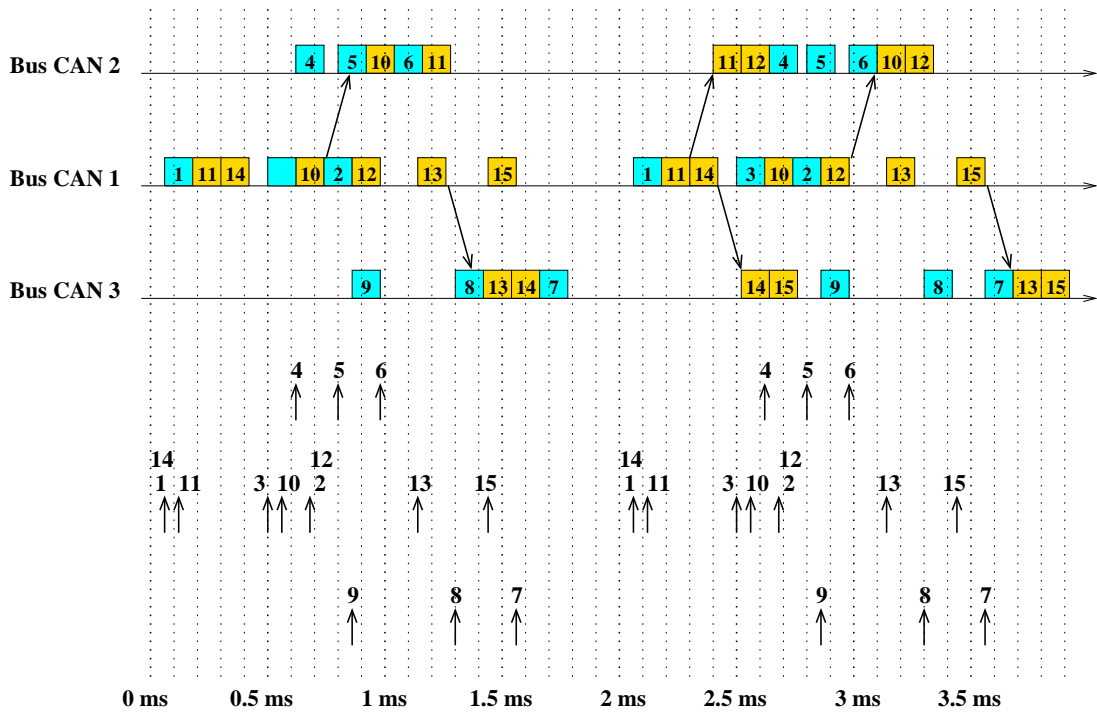 Bus CAN 2 4 5 10 6 11 11 12 4 5 6 10 12
Bus CAN 1 1 11 14 10 2 12 13 15 1 11 14 3 10 2 12 13 15
Bus CAN 3 9 8 13 14 7 14 15 9 8 7 13 15
4 5 6 4 5 6
14 12 14 12
1 11 3 10 2 13 15 1 11 3 10 2 13 15
9 8 7 9 8 7
0 ms 0.5 ms 1 ms 1.5 ms 2 ms 2.5 ms 3 ms 3.5 ms